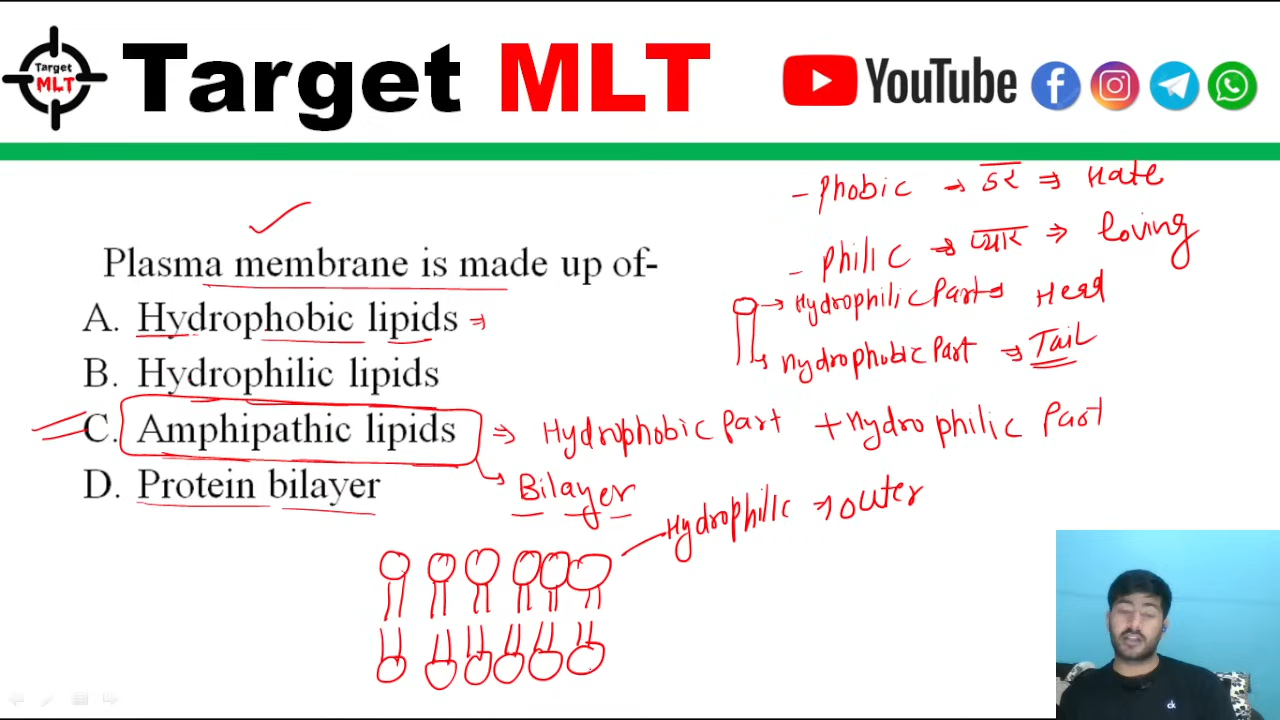 Target
MLT
Target MLT
YouTube
- Phobic → डर ⇒ Hate
- Philic → प्यार ⇒ loving
→ Hydrophilic Part → Head
→ Hydrophobic Part ⇒ Tail
Plasma membrane is made up of-
A. Hydrophobic lipids ⇒
B. Hydrophilic lipids
C. Amphipathic lipids ⇒ Hydrophobic Part + Hydrophilic Part
→ Bilayer
D. Protein bilayer
Hydrophilic → outer
ck